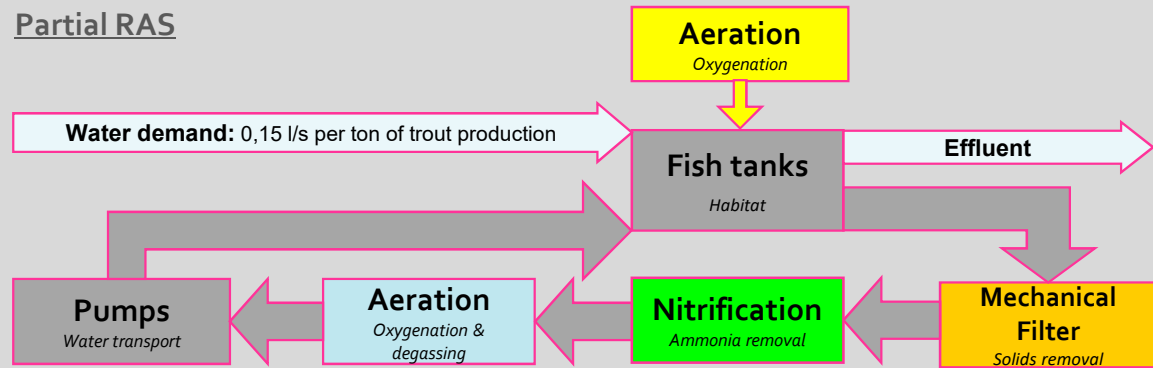 Partial RAS
Aeration
Oxygenation
Water demand: 0,15 l/s per ton of trout production
Fish tanks
Habitat
Effluent
Pumps
Water transport
Aeration
Oxygenation &
degassing
Nitrification
Ammonia removal
Mechanical
Filter
Solids removal